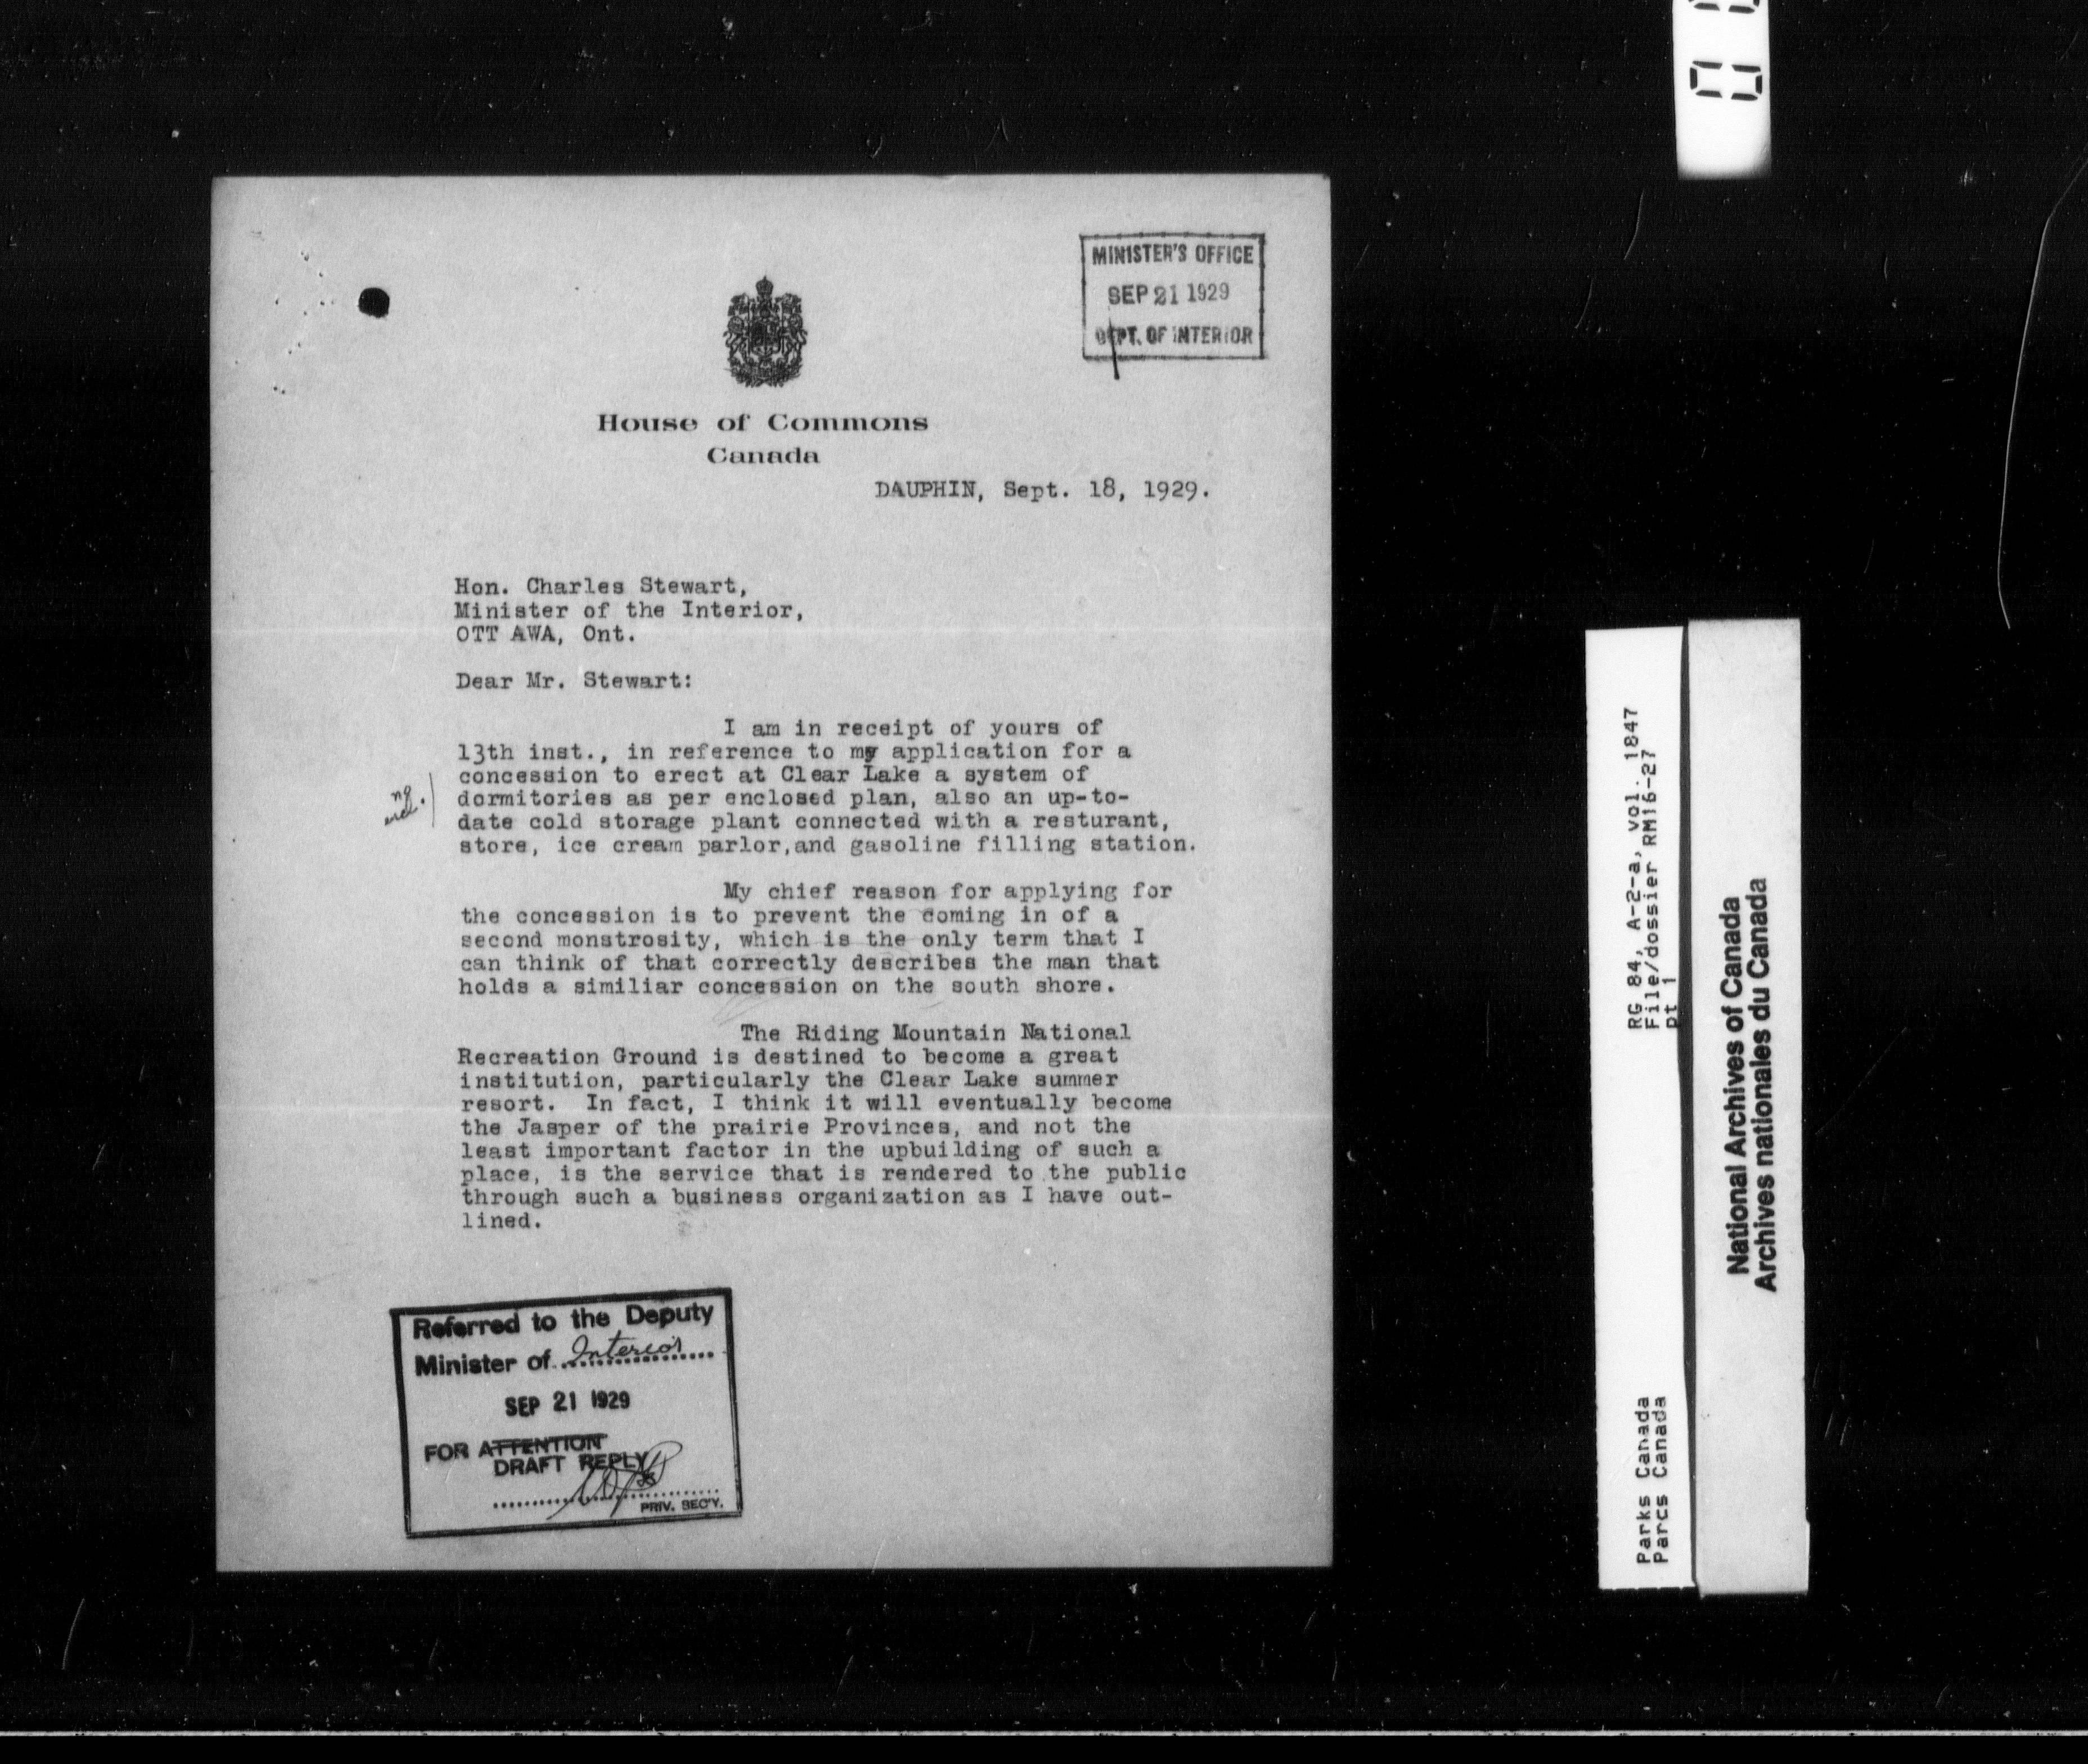 MINISTER'S OFFICE
SEP 21 1929
DEPT. OF INTERIOR
House of Commons
Canada
DAUPHIN, Sept. 18, 1929.
Hon. Charles Stewart,
Minister of the Interior,
OTT AWA, Ont.
Dear Mr. Stewart:
I am in receipt of yours of
13th inst., in reference to my application for a
concession to erect at Clear Lake a system of
dormitories as per enclosed plan, also an up-to-
date cold storage plant connected with a resturant,
store, ice cream parlor,and gasoline filling station.
My chief reason for applying for
the concession is to prevent the coming in of a
second monstrosity, which is the only term that I
can think of that correctly describes the man that
holds a similiar concession on the south shore.
The Riding Mountain National
Recreation Ground is destined to become a great
institution, particularly the Clear Lake summer
resort. In fact, I think it will eventually become
the Jasper of the prairie Provinces, and not the
least important factor in the upbuilding of such a
place, is the service that is rendered to the public
through such a business organization as I have out-
lined.
Referred to the Deputy
Minister of Interior
SEP 21 1929
FOR ATTENTION
DRAFT REPLY
PRIV. SEC'Y.
RG 84, A-2-a, vol. 1847
File/dossier RM16-27
pt 1
Parks Canada
Parcs Canada
National Archives of Canada
Archives nationales du Canada